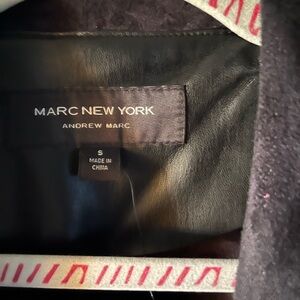 MARC NEW YORK
ANDREW MARC
S
MADE IN
CHINA